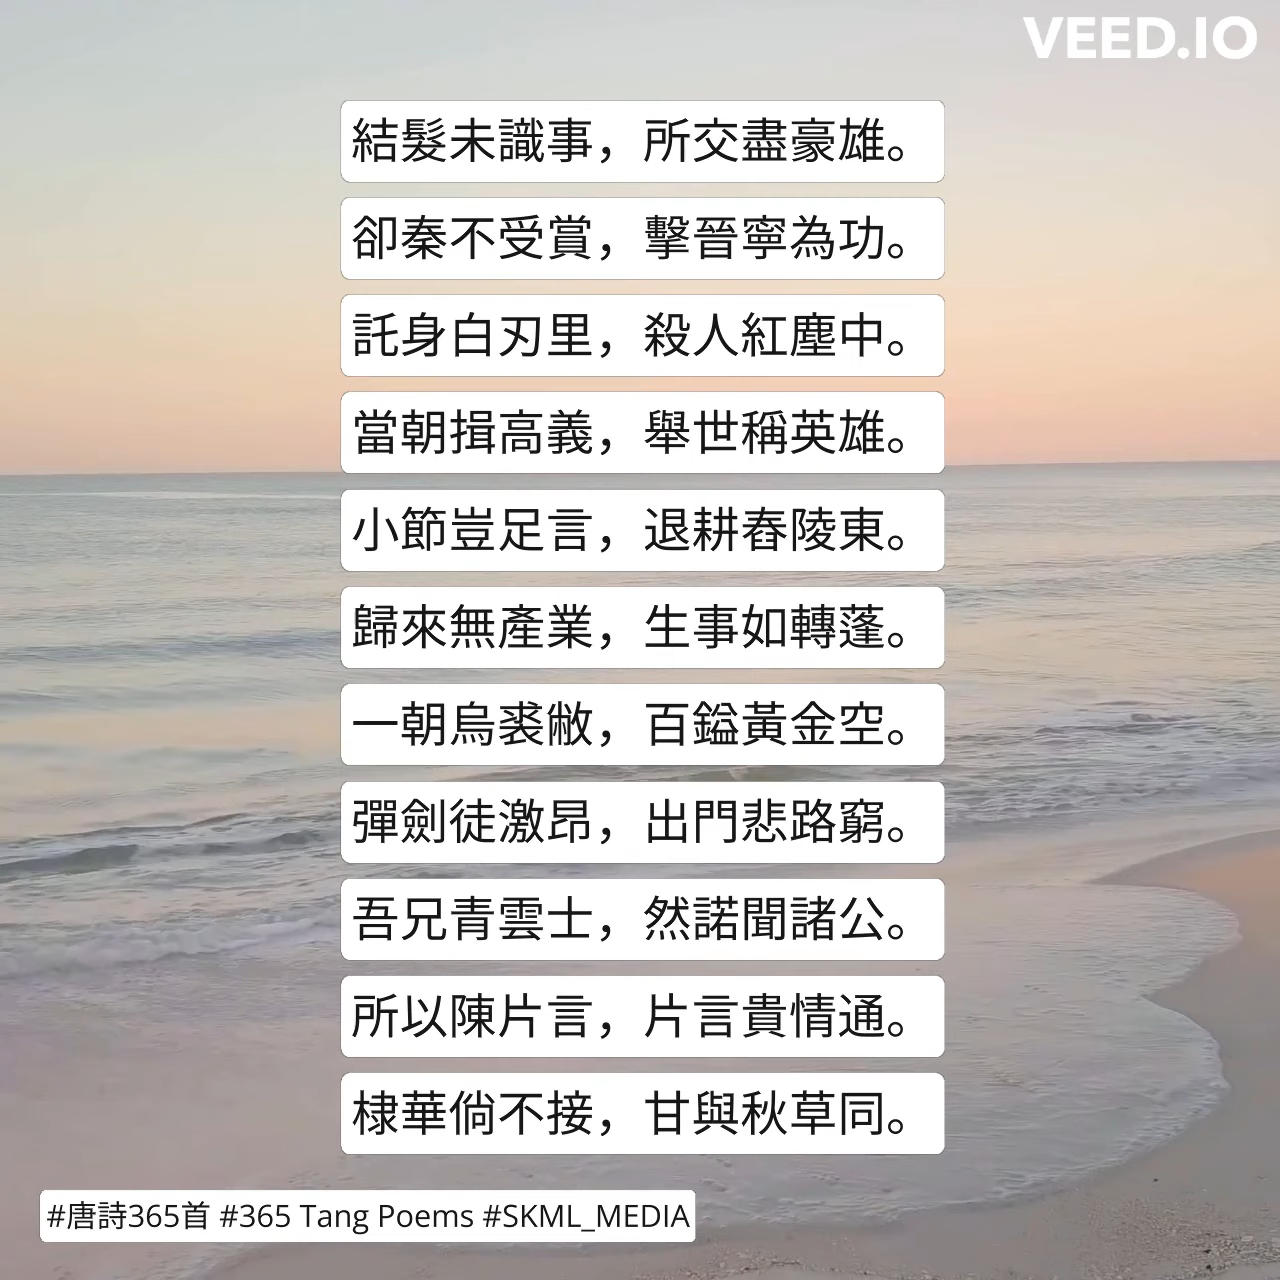 VEED.IO
結髮未識事，所交盡豪雄。
卻秦不受賞，擊晉寧為功。
託身白刃里，殺人紅塵中。
當朝揖高義，舉世稱英雄。
小節豈足言，退耕舂陵東。
歸來無產業，生事如轉蓬。
一朝烏裘敝，百鎰黃金空。
彈劍徒激昂，出門悲路窮。
吾兄青雲士，然諾聞諸公。
所以陳片言，片言貴情通。
棣華倘不接，甘與秋草同。
#唐詩365首 #365 Tang Poems #SKML_MEDIA